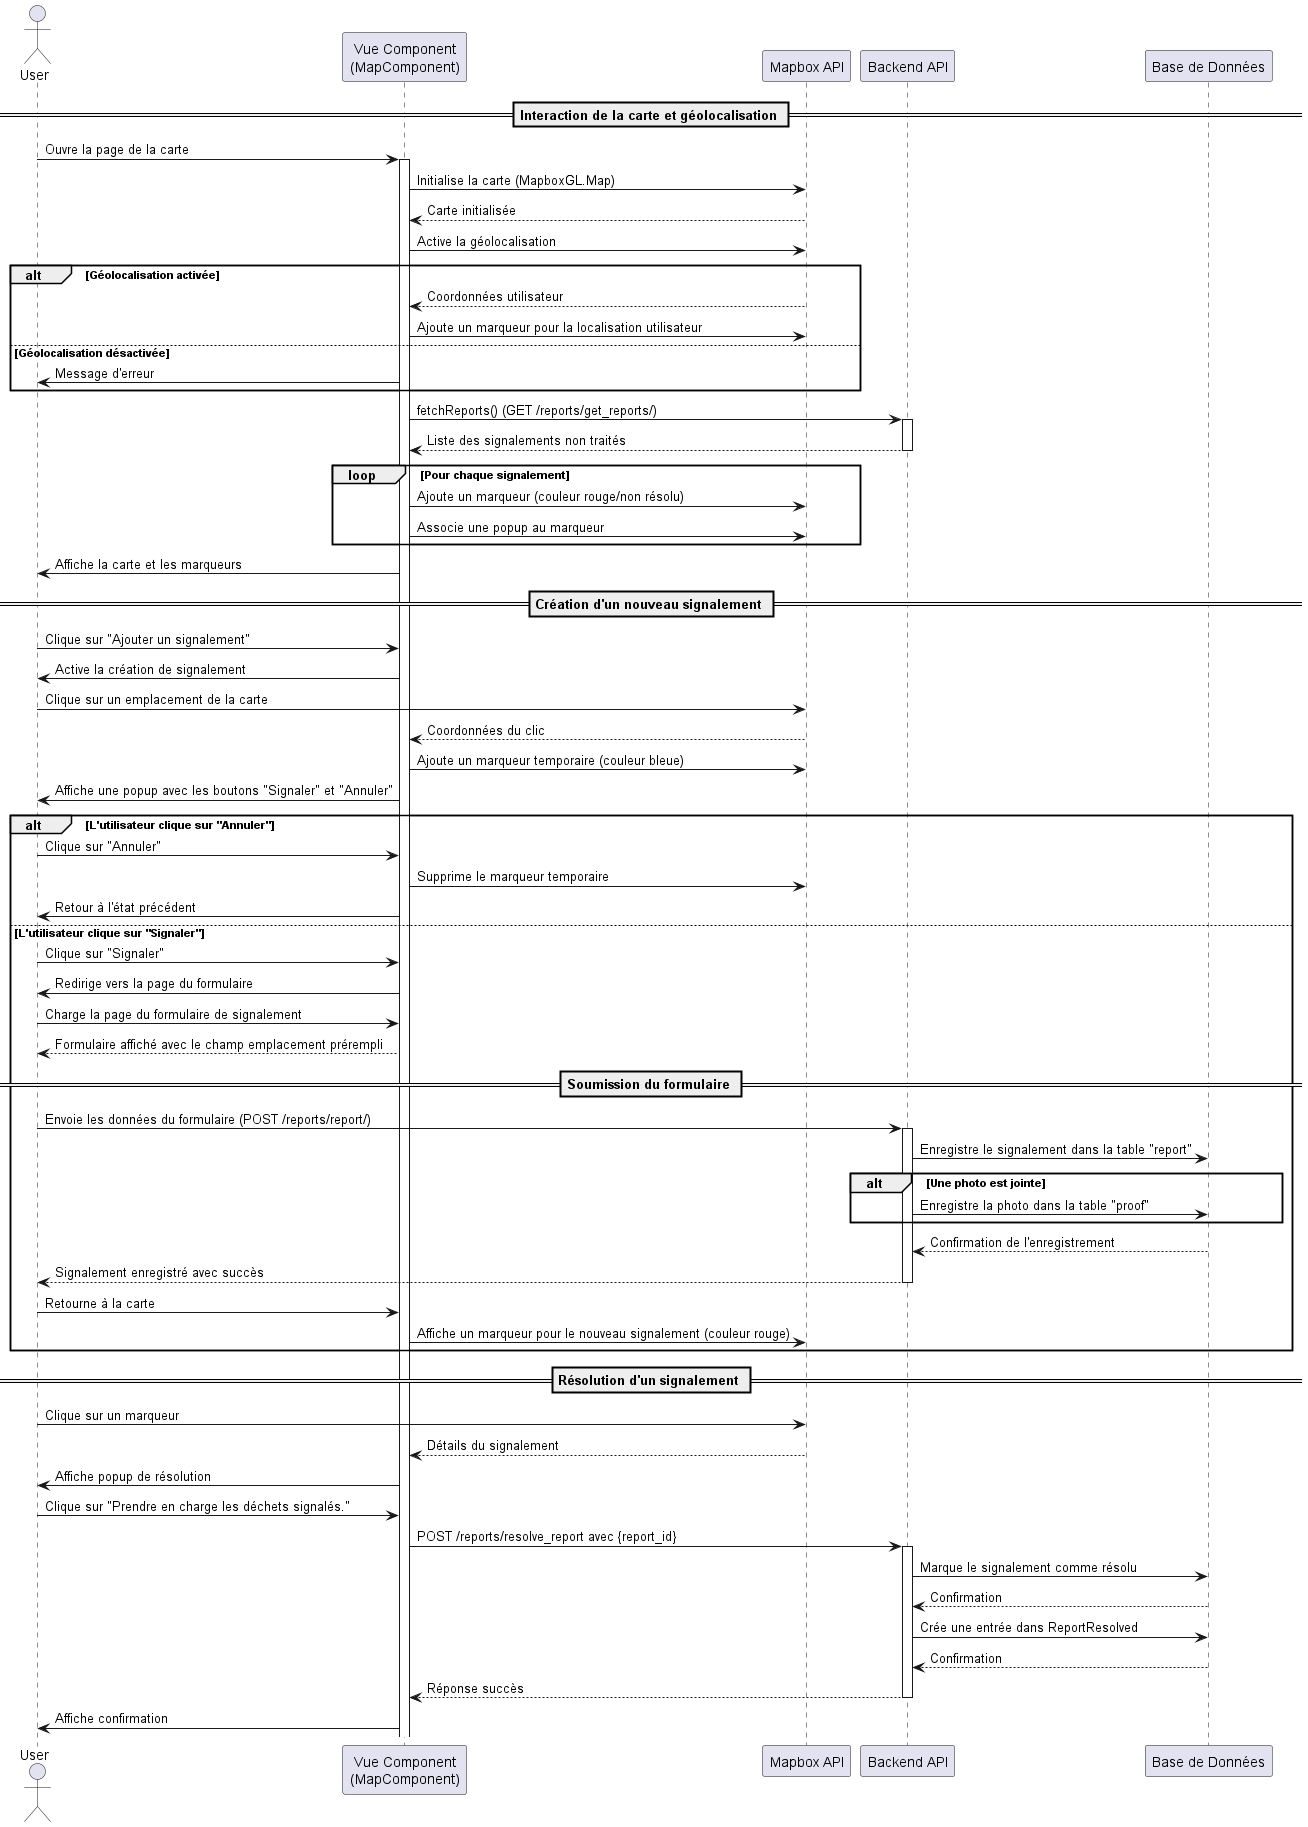 User
Vue Component
(MapComponent)
Mapbox API
Backend API
Base de Données
Interaction de la carte et géolocalisation
Ouvre la page de la carte
Initialise la carte (MapboxGL.Map)
Carte initialisée
Active la géolocalisation
alt
[Géolocalisation activée]
Coordonnées utilisateur
Ajoute un marqueur pour la localisation utilisateur
[Géolocalisation désactivée]
Message d'erreur
fetchReports() (GET /reports/get_reports/)
Liste des signalements non traités
loop
[Pour chaque signalement]
Ajoute un marqueur (couleur rouge/non résolu)
Associe une popup au marqueur
Affiche la carte et les marqueurs
Création d'un nouveau signalement
Clique sur "Ajouter un signalement"
Active la création de signalement
Clique sur un emplacement de la carte
Coordonnées du clic
Ajoute un marqueur temporaire (couleur bleue)
Affiche une popup avec les boutons "Signaler" et "Annuler"
alt
[L'utilisateur clique sur "Annuler"]
Clique sur "Annuler"
Supprime le marqueur temporaire
Retour à l'état précédent
[L'utilisateur clique sur "Signaler"]
Clique sur "Signaler"
Redirige vers la page du formulaire
Charge la page du formulaire de signalement
Formulaire affiché avec le champ emplacement prérempli
Soumission du formulaire
Envoie les données du formulaire (POST /reports/report/)
Enregistre le signalement dans la table "report"
alt
[Une photo est jointe]
Enregistre la photo dans la table "proof"
Confirmation de l'enregistrement
Signalement enregistré avec succès
Retourne à la carte
Affiche un marqueur pour le nouveau signalement (couleur rouge)
Résolution d'un signalement
Clique sur un marqueur
Détails du signalement
Affiche popup de résolution
Clique sur "Prendre en charge les déchets signalés."
POST /reports/resolve_report avec {report_id}
Marque le signalement comme résolu
Confirmation
Crée une entrée dans ReportResolved
Confirmation
Réponse succès
Affiche confirmation
User
Vue Component
(MapComponent)
Mapbox API
Backend API
Base de Données